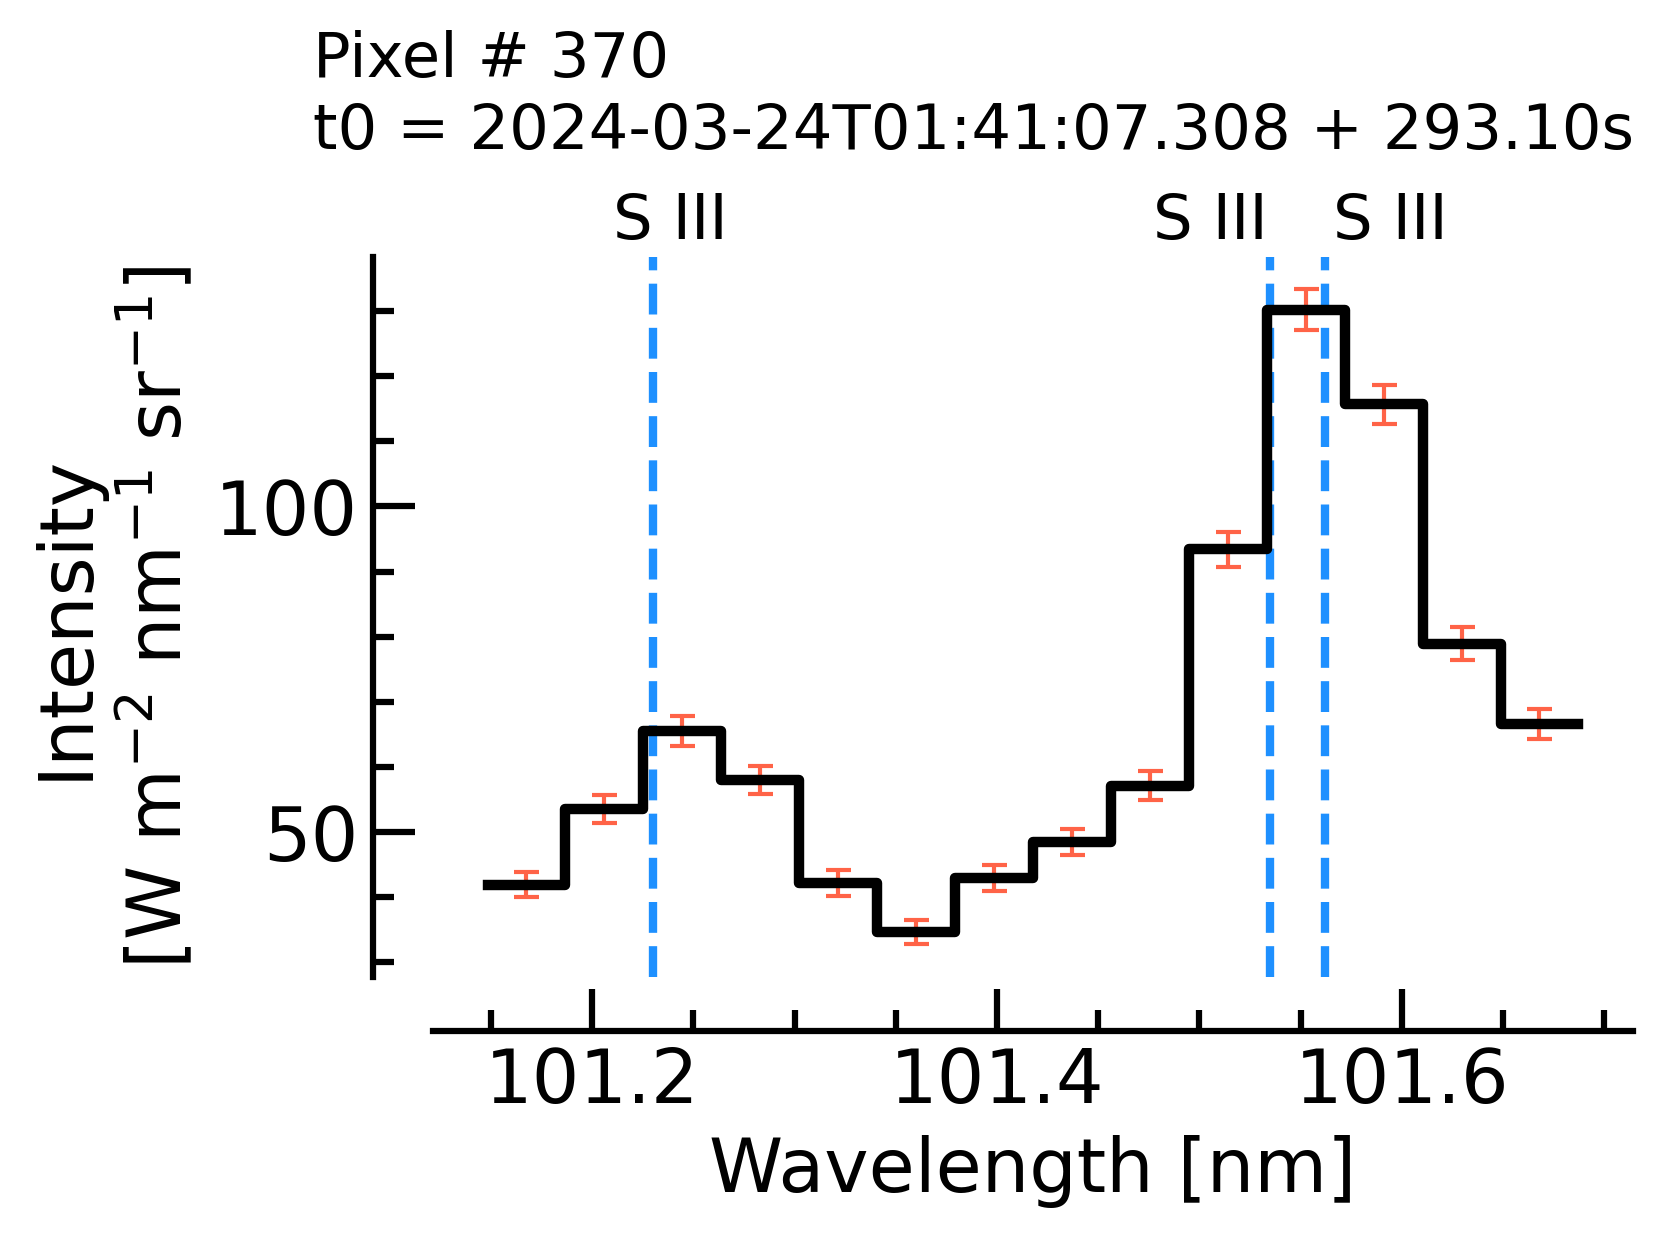 Pixel # 370
t0 = 2024-03-24T01:41:07.308 + 293.10s
S III S III S III
Intensity
[W m⁻² nm⁻¹ sr⁻¹]
100
50
101.2 101.4 101.6
Wavelength [nm]